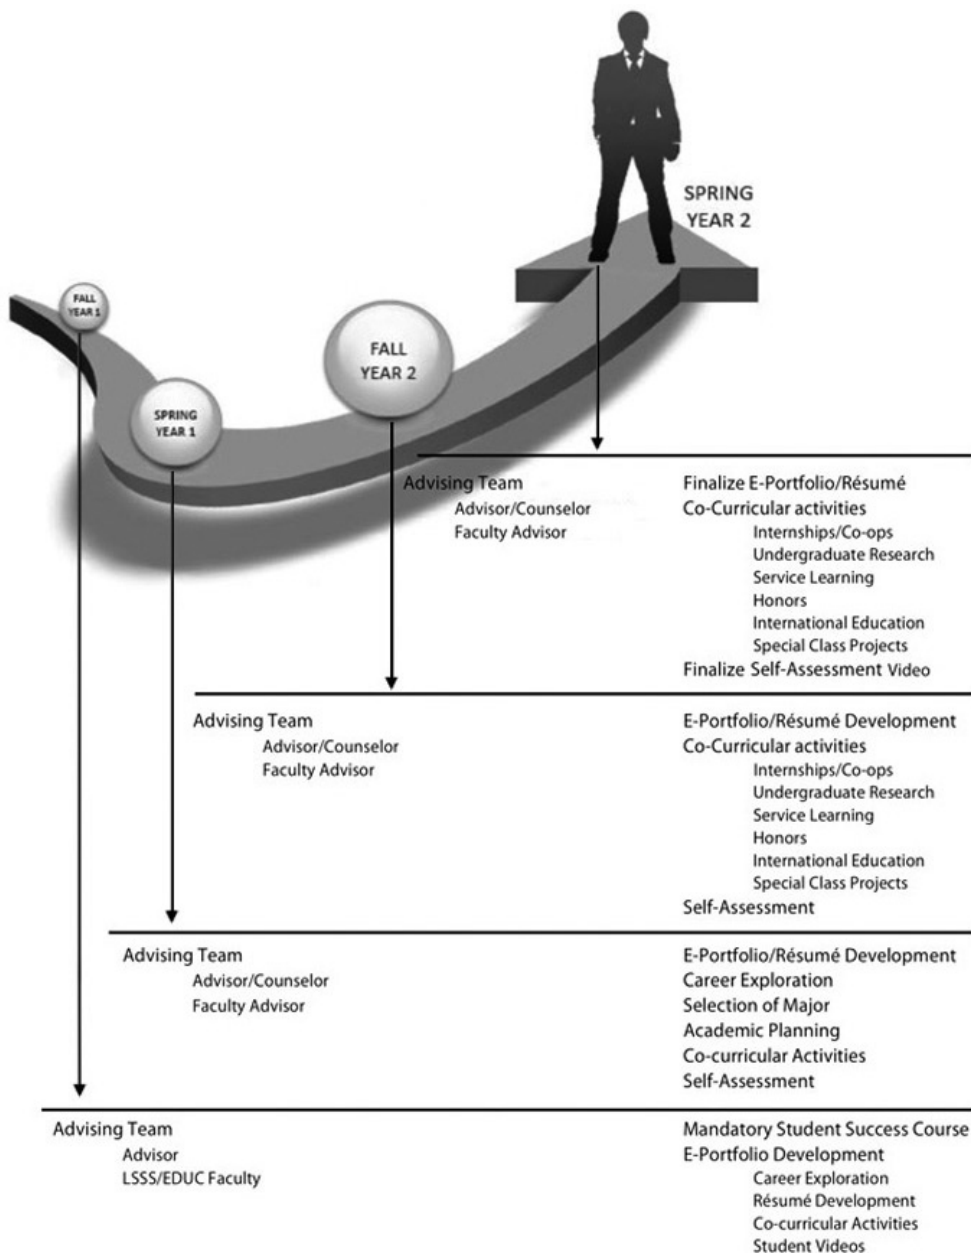 SPRING
YEAR 2
FALL
YEAR 1
FALL
YEAR 2
SPRING
YEAR 1
Advising Team
Advisor/Counselor
Faculty Advisor
Finalize E-Portfolio/Résumé
Co-Curricular activities
Internships/Co-ops
Undergraduate Research
Service Learning
Honors
International Education
Special Class Projects
Finalize Self-Assessment Video
Advising Team
Advisor/Counselor
Faculty Advisor
E-Portfolio/Résumé Development
Co-Curricular activities
Internships/Co-ops
Undergraduate Research
Service Learning
Honors
International Education
Special Class Projects
Self-Assessment
Advising Team
Advisor/Counselor
Faculty Advisor
E-Portfolio/Résumé Development
Career Exploration
Selection of Major
Academic Planning
Co-curricular Activities
Self-Assessment
Advising Team
Advisor
LSSS/EDUC Faculty
Mandatory Student Success Course
E-Portfolio Development
Career Exploration
Résumé Development
Co-curricular Activities
Student Videos